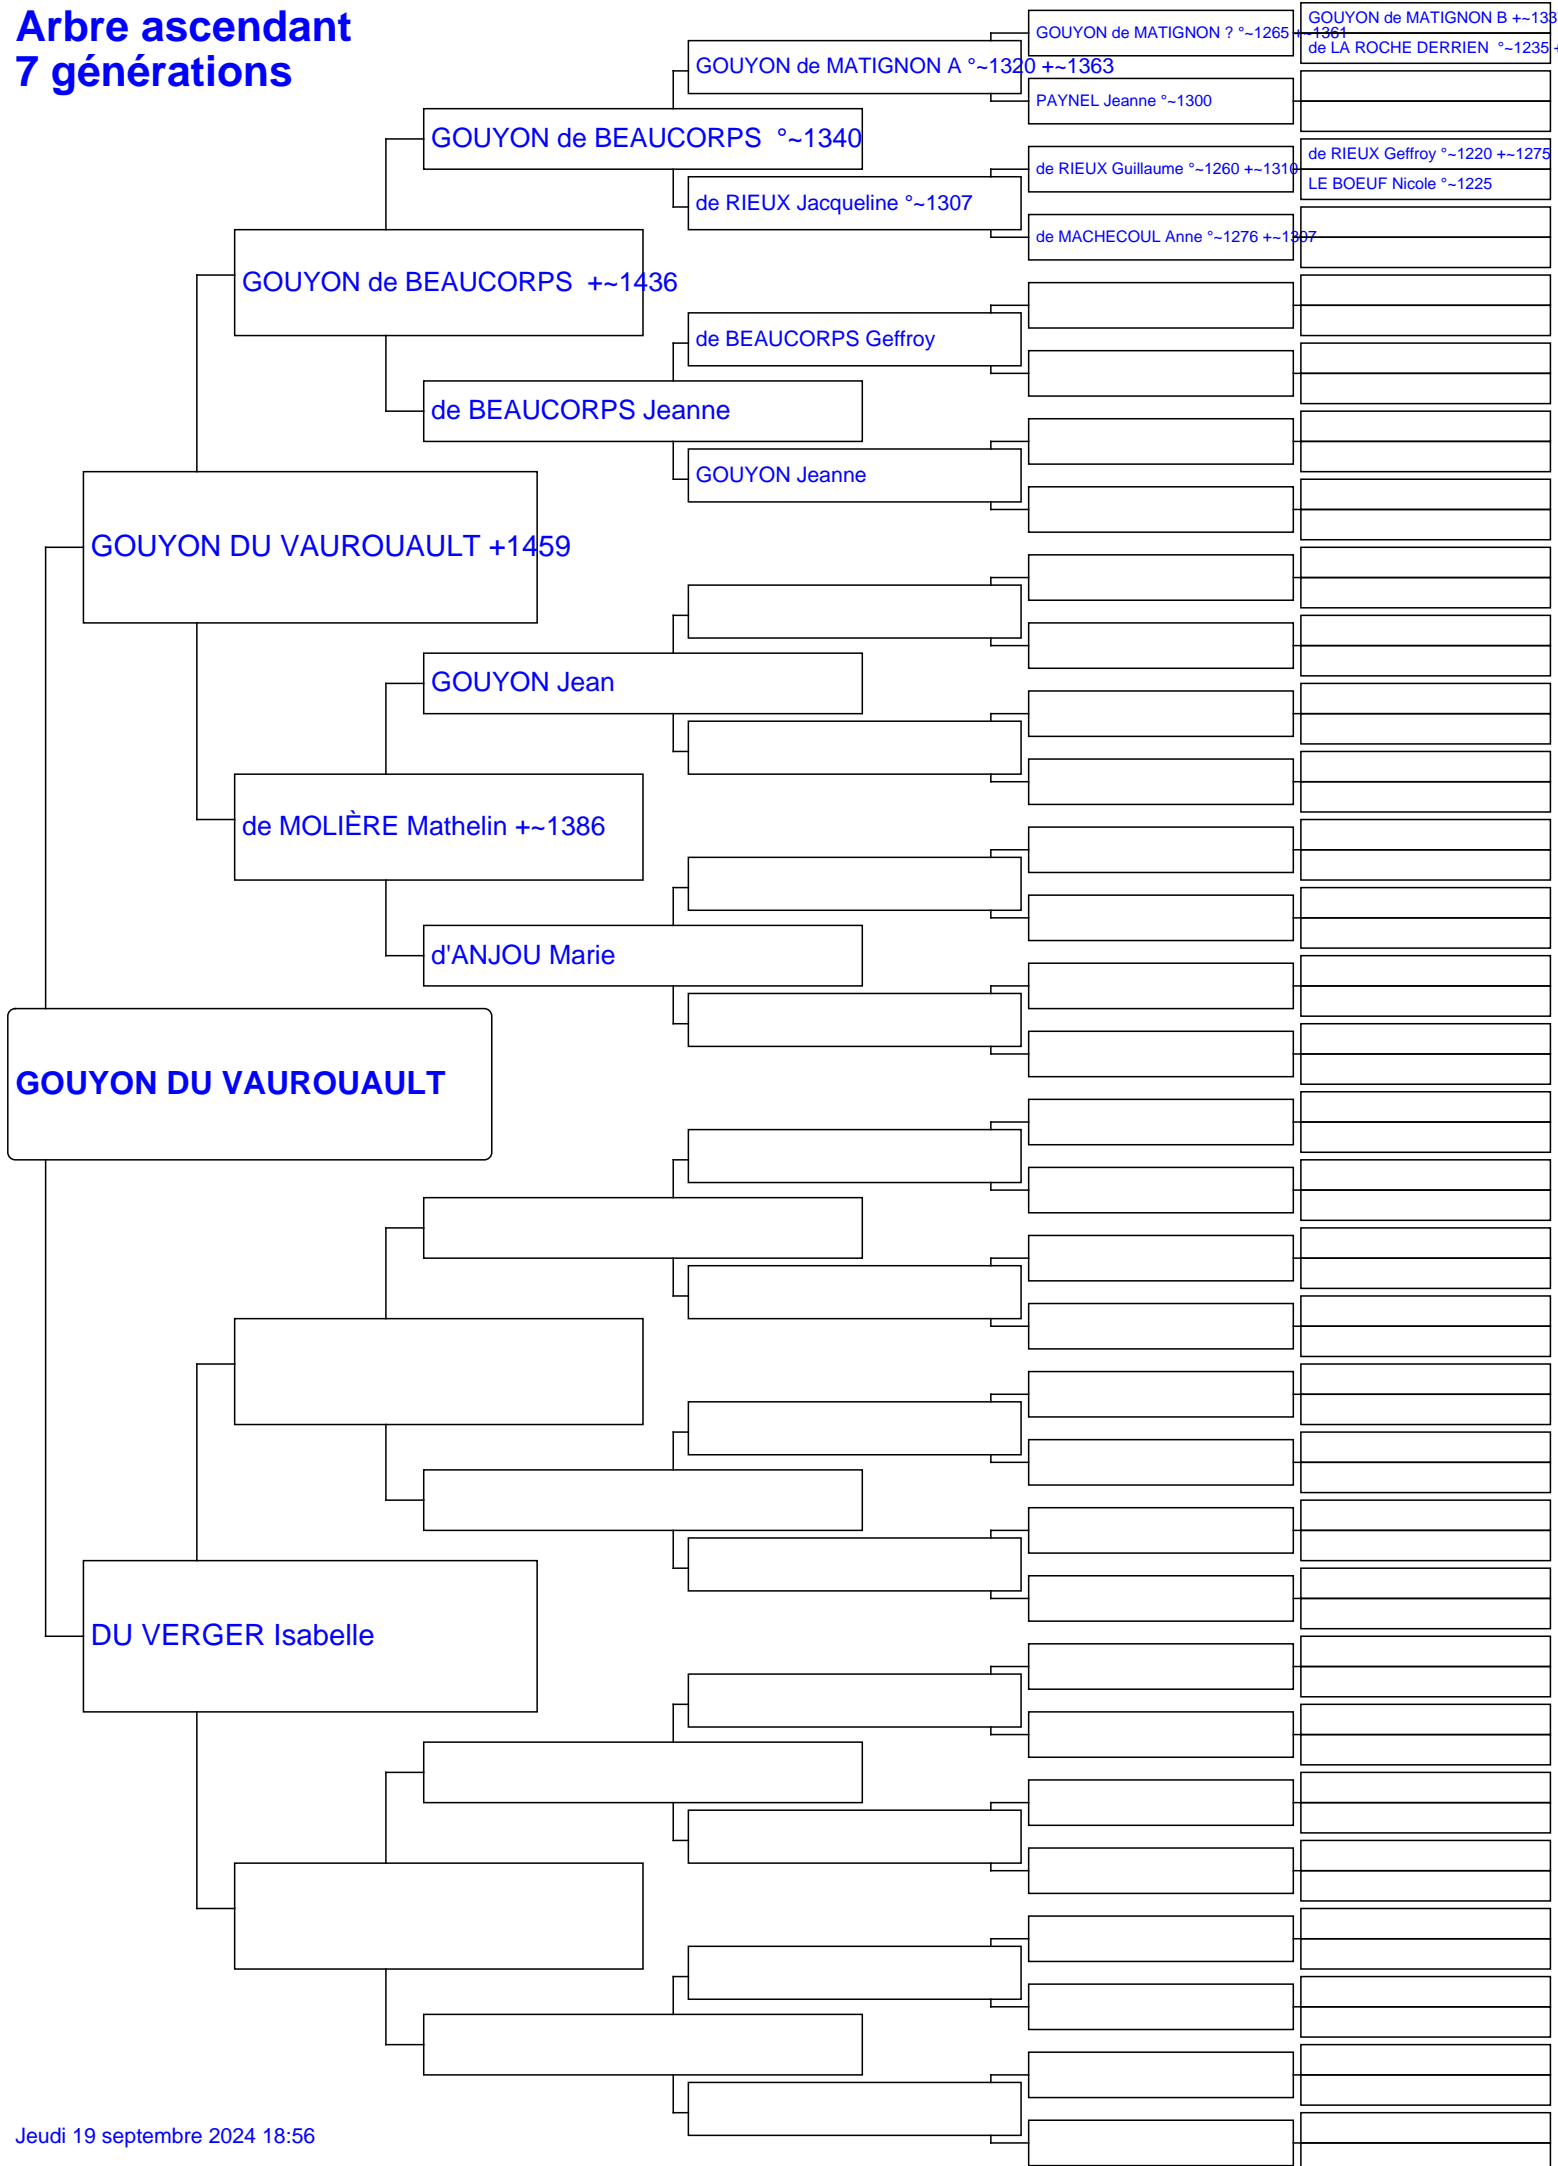 Arbre ascendant
7 générations
GOUYON de MATIGNON B +~133
GOUYON de MATIGNON ? °~1265 +~1361
de LA ROCHE DERRIEN °~1235 +
GOUYON de MATIGNON A °~1320 +~1363
PAYNEL Jeanne °~1300
GOUYON de BEAUCORPS °~1340
de RIEUX Geffroy °~1220 +~1275
de RIEUX Guillaume °~1260 +~1310
LE BOEUF Nicole °~1225
de RIEUX Jacqueline °~1307
de MACHECOUL Anne °~1276 +~1307
GOUYON de BEAUCORPS +~1436
de BEAUCORPS Geffroy
de BEAUCORPS Jeanne
GOUYON Jeanne
GOUYON DU VAUROUAULT +1459
GOUYON Jean
de MOLIÈRE Mathelin +~1386
d'ANJOU Marie
GOUYON DU VAUROUAULT
DU VERGER Isabelle
Jeudi 19 septembre 2024 18:56